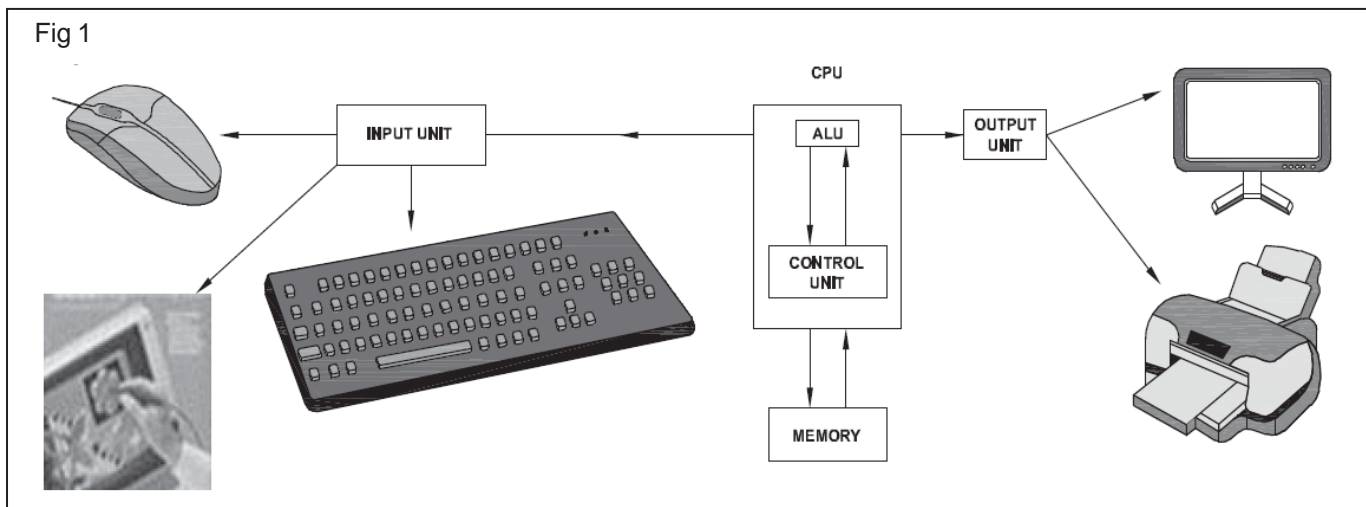 Fig 1
CPU
INPUT UNIT
ALU
OUTPUT
UNIT
CONTROL
UNIT
MEMORY